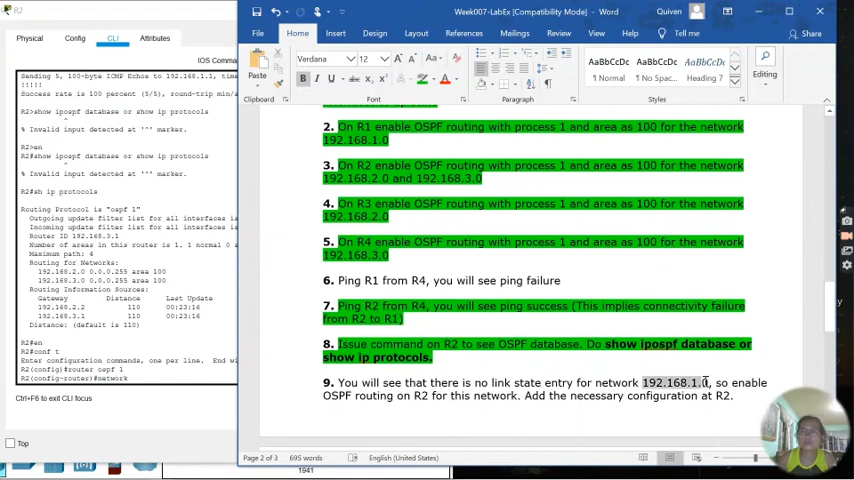 R2
Physical Config CLI Attributes
IOS Comma
Sending 5, 100-byte ICMP Echos to 192.168.1.1, time
!!!!!
Success rate is 100 percent (5/5), round-trip min/a
R2>show ipospf database or show ip protocols
^
% Invalid input detected at '^' marker.
R2>en
R2#show ipospf database or show ip protocols
^
% Invalid input detected at '^' marker.
R2#sh ip protocols
Routing Protocol is "ospf 1"
Outgoing update filter list for all interfaces is
Incoming update filter list for all interfaces is
Router ID 192.168.3.1
Number of areas in this router is 1. 1 normal 0 s
Maximum path: 4
Routing for Networks:
192.168.2.0 0.0.0.255 area 100
192.168.3.0 0.0.0.255 area 100
Routing Information Sources:
Gateway Distance Last Update
192.168.2.2 110 00:23:16
192.168.3.1 110 00:23:16
Distance: (default is 110)
R2#en
R2#conf t
Enter configuration commands, one per line. End wi
R2(config)#router ospf 1
R2(config-router)#network
Ctrl+F6 to exit CLI focus
Top
1941
Week007-LabEx [Compatibility Mode] - Word
Quiven
File Home Insert Design Layout References Mailings Review View Help Tell me Share
Paste
Verdana 12
Aa
B I U abc x₂ x²
A
Clipboard Font Paragraph Styles
AaBbCcDc AaBbCcDc AaBbCcDc
¶ Normal ¶ No Spac... Heading 7
Editing
2. On R1 enable OSPF routing with process 1 and area as 100 for the network
192.168.1.0
3. On R2 enable OSPF routing with process 1 and area as 100 for the network
192.168.2.0 and 192.168.3.0
4. On R3 enable OSPF routing with process 1 and area as 100 for the network
192.168.2.0
5. On R4 enable OSPF routing with process 1 and area as 100 for the network
192.168.3.0
6. Ping R1 from R4, you will see ping failure
7. Ping R2 from R4, you will see ping success (This implies connectivity failure
from R2 to R1)
8. Issue command on R2 to see OSPF database. Do show ipospf database or
show ip protocols.
9. You will see that there is no link state entry for network 192.168.1.0, so enable
OSPF routing on R2 for this network. Add the necessary configuration at R2.
Page 2 of 3 695 words English (United States)